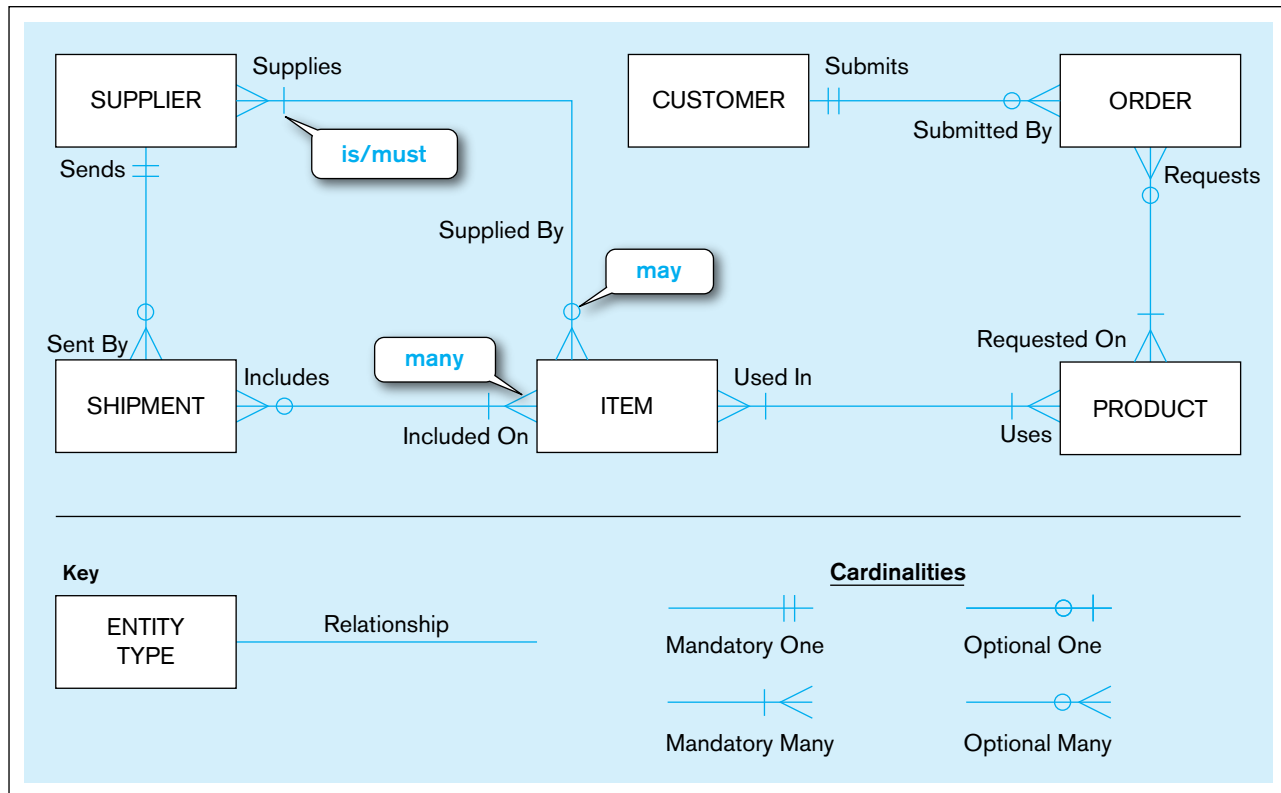 Supplies
Submits
SUPPLIER
CUSTOMER
ORDER
Submitted By
is/must
Sends
Requests
Supplied By
may
Sent By
many
Requested On
Includes
Used In
SHIPMENT
ITEM
PRODUCT
Included On
Uses
Key
Cardinalities
ENTITY
TYPE
Relationship
Mandatory One
Optional One
Mandatory Many
Optional Many